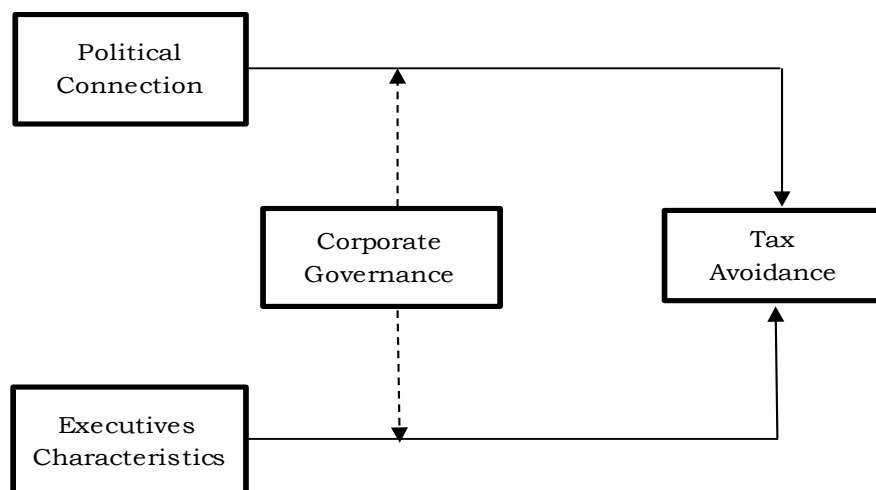 Political
Connection
Corporate
Governance
Tax
Avoidance
Executives
Characteristics